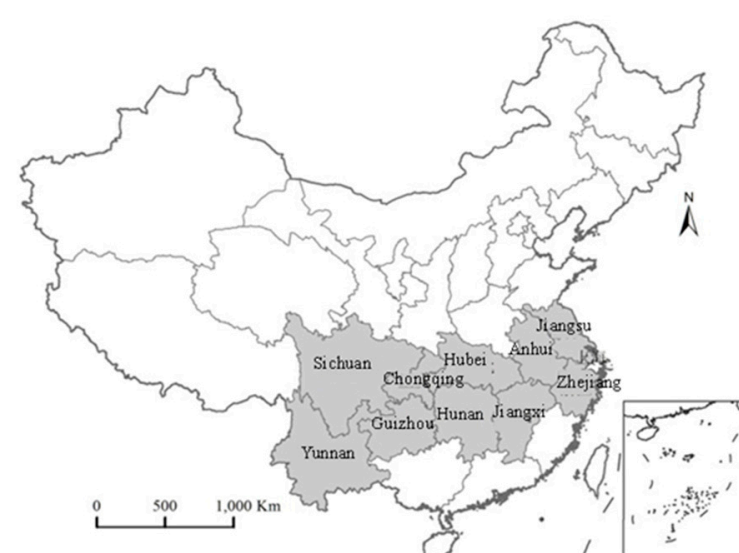 N
Jiangsu
Anhui
Hubei
Sichuan
Chongqing
Zhejiang
Hunan
Jiangxi
Guizhou
Yunnan
0 500 1,000 Km